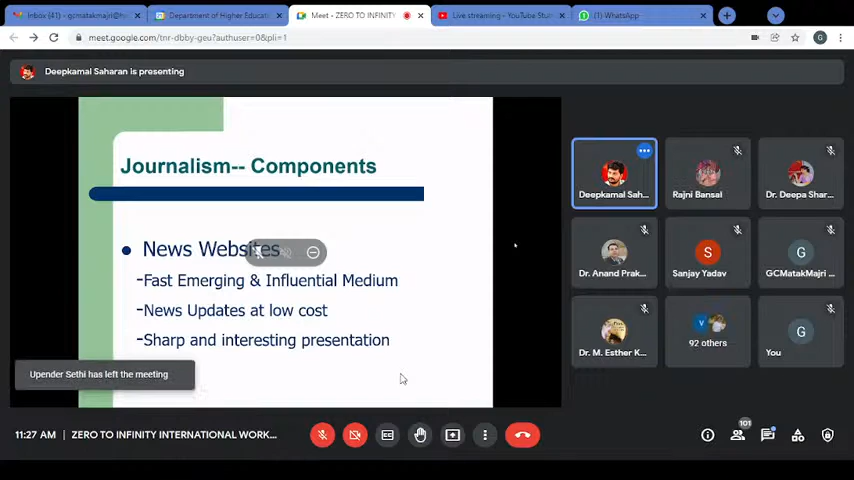 Inbox (41) - gcmatakmajri@h
Department of Higher Educat
Meet - ZERO TO INFINITY
Live streaming - YouTube Stu
(1) WhatsApp
meet.google.com/tnr-dbby-geu?authuser=0&pli=1
G
Deepkamal Saharan is presenting
Journalism-- Components
News Websites
-Fast Emerging & Influential Medium
-News Updates at low cost
-Sharp and interesting presentation
Upender Sethi has left the meeting
Deepkamal Sah...
Rajni Bansal
Dr. Deepa Shar...
Dr. Anand Prak...
S
Sanjay Yadav
G
GCMatakMajri ...
Dr. M. Esther K...
V
92 others
G
You
11:27 AM | ZERO TO INFINITY INTERNATIONAL WORK...
101